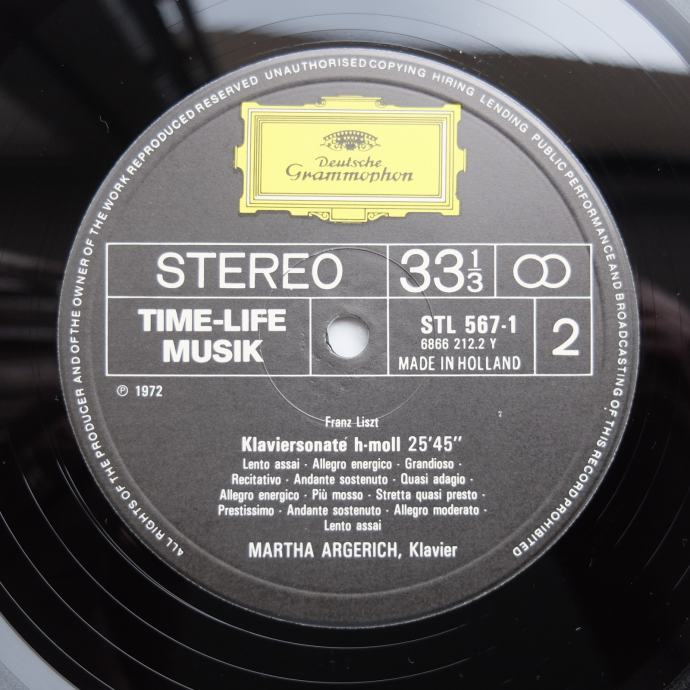 ALL RIGHTS OF THE PRODUCER AND OF THE OWNER OF THE WORK REPRODUCED RESERVED UNAUTHORISED COPYING HIRING LENDING PUBLIC PERFORMANCE AND BROADCASTING OF THIS RECORD PROHIBITED
Deutsche
Grammophon
STEREO
33 1/3
TIME-LIFE
MUSIK
STL 567-1
6866 212.2 Y
MADE IN HOLLAND
2
℗ 1972
Franz Liszt
Klaviersonate h-moll 25'45"
Lento assai · Allegro energico · Grandioso ·
Recitativo · Andante sostenuto · Quasi adagio ·
Allegro energico · Più mosso · Stretta quasi presto ·
Prestissimo · Andante sostenuto · Allegro moderato ·
Lento assai
MARTHA ARGERICH, Klavier